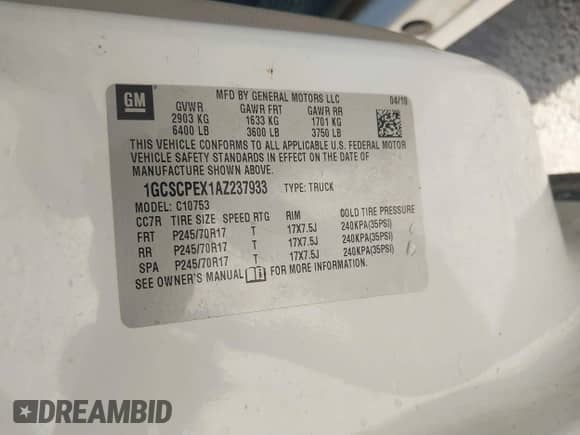 GM
MFD BY GENERAL MOTORS LLC 04/10
GVWR GAWR FRT GAWR RR
2903 KG 1633 KG 1701 KG
6400 LB 3600 LB 3750 LB
THIS VEHICLE CONFORMS TO ALL APPLICABLE U.S. FEDERAL MOTOR
VEHICLE SAFETY STANDARDS IN EFFECT ON THE DATE OF
MANUFACTURE SHOWN ABOVE.
1GCSCPEX1AZ237933 TYPE: TRUCK
MODEL: C10753
CC7R TIRE SIZE SPEED RTG RIM COLD TIRE PRESSURE
FRT P245/70R17 T 17X7.5J 240KPA(35PSI)
RR P245/70R17 T 17X7.5J 240KPA(35PSI)
SPA P245/70R17 T 17X7.5J 240KPA(35PSI)
SEE OWNER'S MANUAL FOR MORE INFORMATION.
DREAMBID